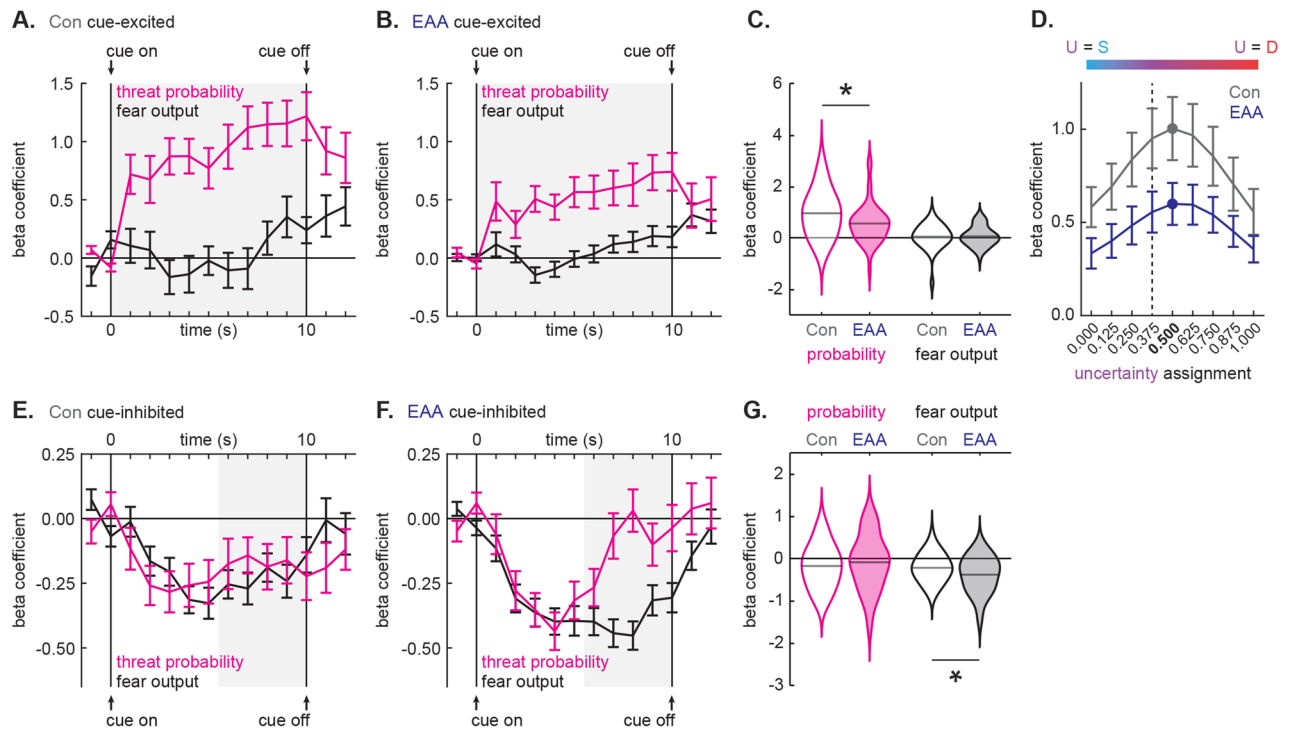 A. Con cue-excited
cue on cue off
threat probability
fear output
beta coefficient
1.5
1.0
0.5
0.0
-0.5
0 time (s) 10
B. EAA cue-excited
cue on cue off
threat probability
fear output
beta coefficient
1.5
1.0
0.5
0.0
-0.5
0 time (s) 10
C.
beta coefficient
6
4
2
0
-2
*
Con EAA Con EAA
probability fear output
D.
U = S U = D
Con
EAA
beta coefficient
1.0
0.5
0.0
0.000 0.125 0.250 0.375 0.500 0.625 0.750 0.875 1.000
uncertainty assignment
E. Con cue-inhibited
0 time (s) 10
beta coefficient
0.25
0.00
-0.25
-0.50
threat probability
fear output
cue on cue off
F. EAA cue-inhibited
0 time (s) 10
beta coefficient
0.25
0.00
-0.25
-0.50
threat probability
fear output
cue on cue off
G.
probability fear output
Con EAA Con EAA
beta coefficient
2
1
0
-1
-2
-3
*